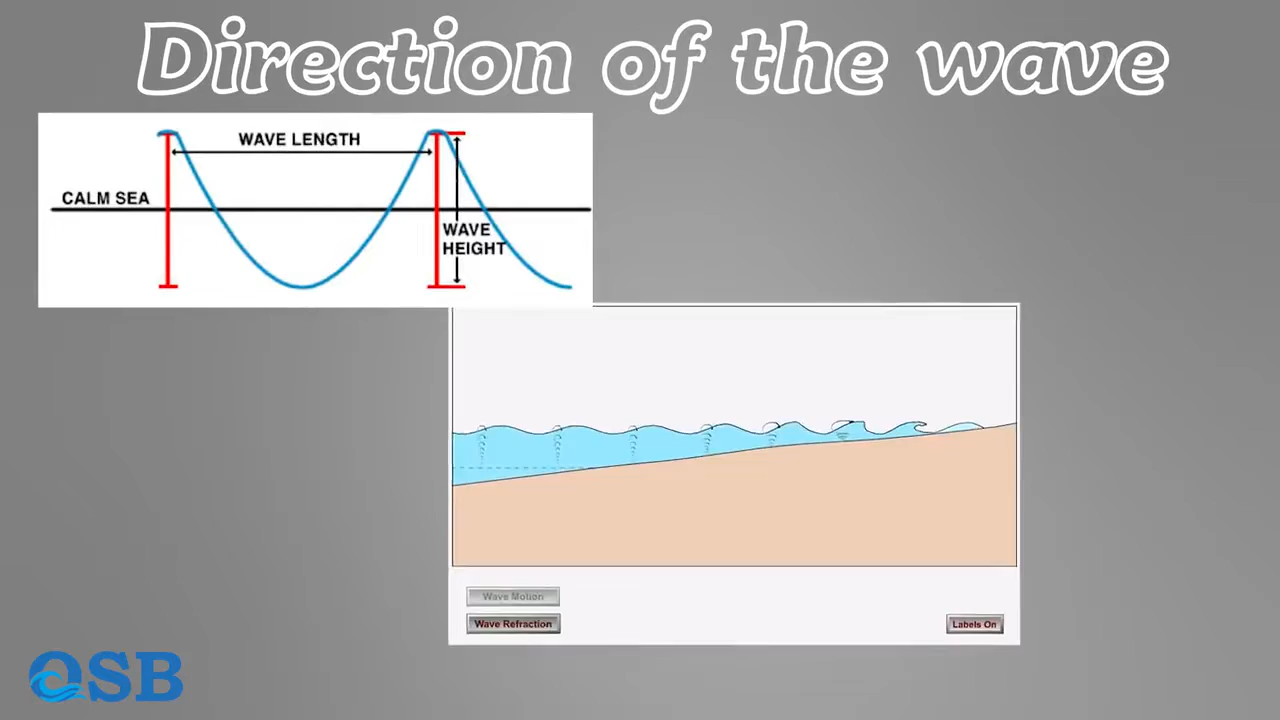 Direction of the wave
WAVE LENGTH
CALM SEA
WAVE
HEIGHT
Wave Motion
Wave Refraction
Labels On
OSB